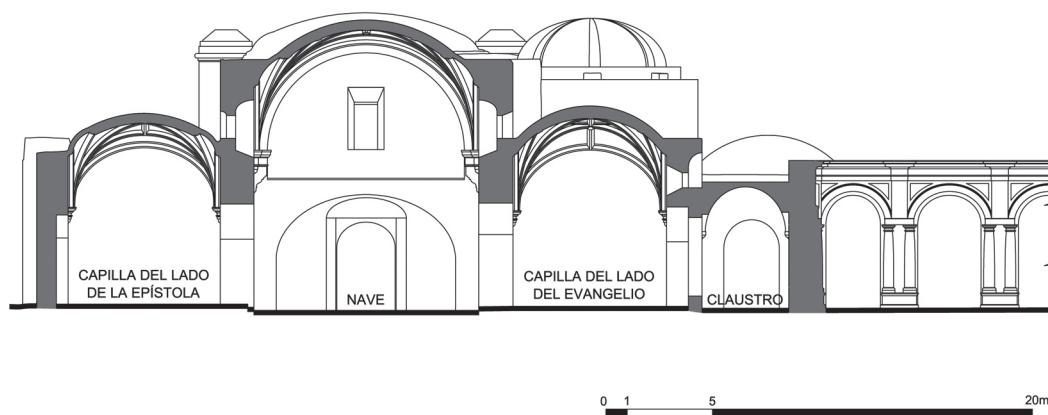 CAPILLA DEL LADO
DE LA EPÍSTOLA
NAVE
CAPILLA DEL LADO
DEL EVANGELIO
CLAUSTRO
0 1 5 20m